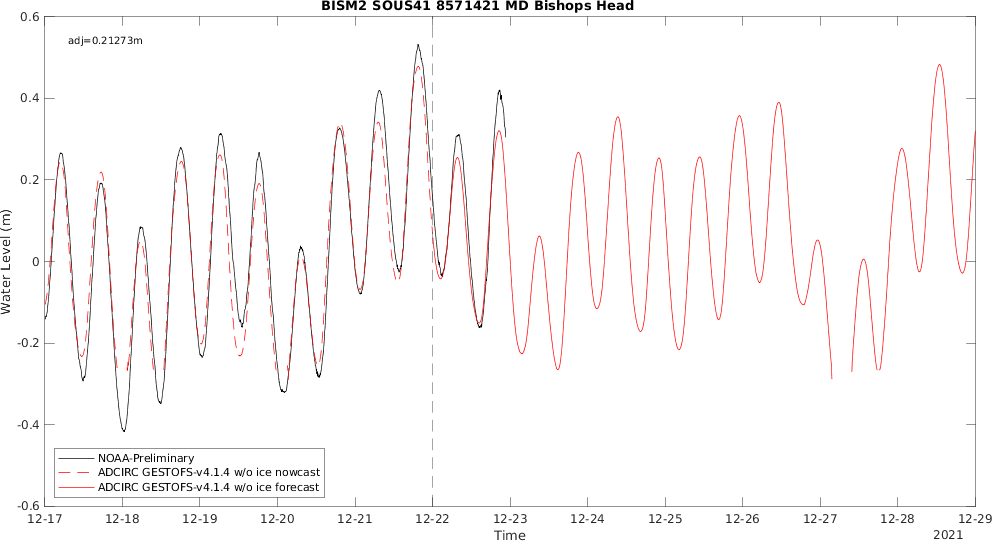 BISM2 SOUS41 8571421 MD Bishops Head
adj=0.21273m
0.6
0.4
0.2
0
-0.2
-0.4
-0.6
Water Level (m)
NOAA-Preliminary
ADCIRC GESTOFS-v4.1.4 w/o ice nowcast
ADCIRC GESTOFS-v4.1.4 w/o ice forecast
12-17 12-18 12-19 12-20 12-21 12-22 12-23 12-24 12-25 12-26 12-27 12-28 12-29
Time
2021